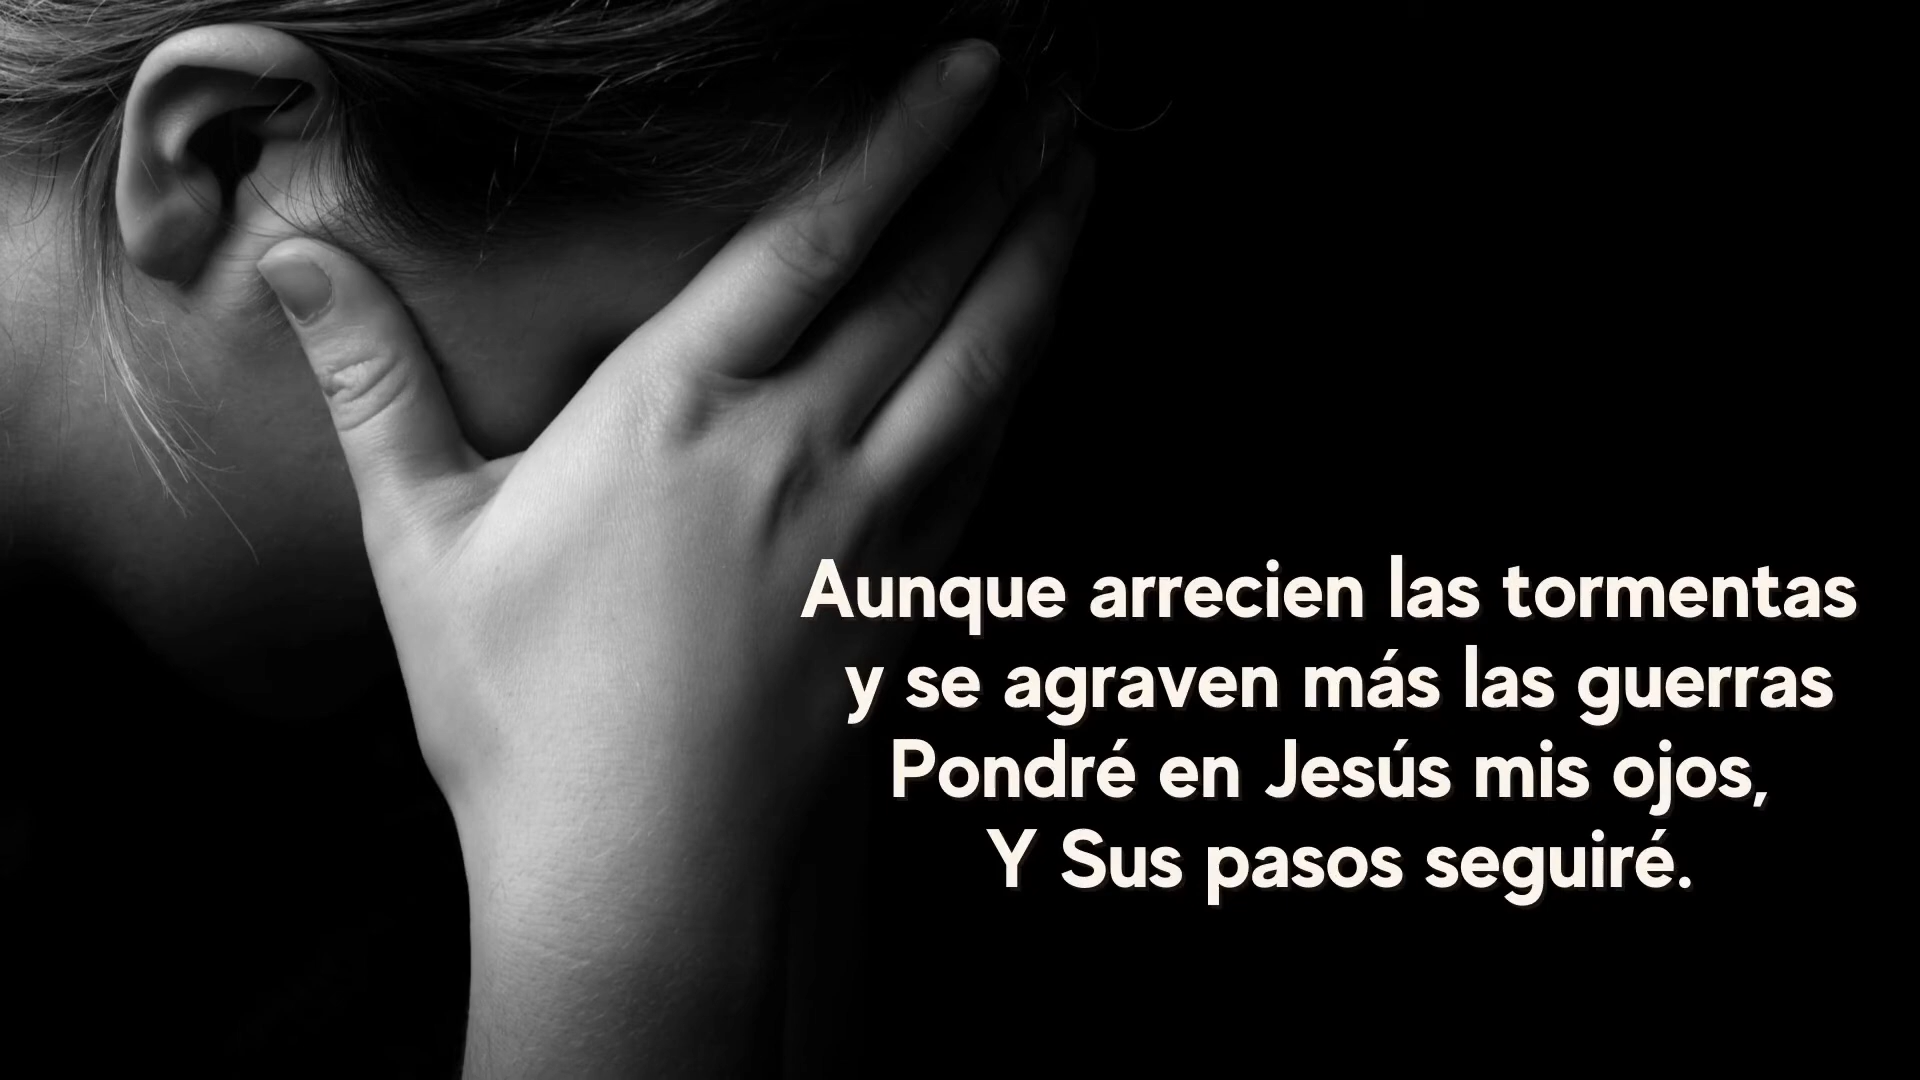 Aunque arrecien las tormentas
y se agraven más las guerras
Pondré en Jesús mis ojos,
Y Sus pasos seguiré.